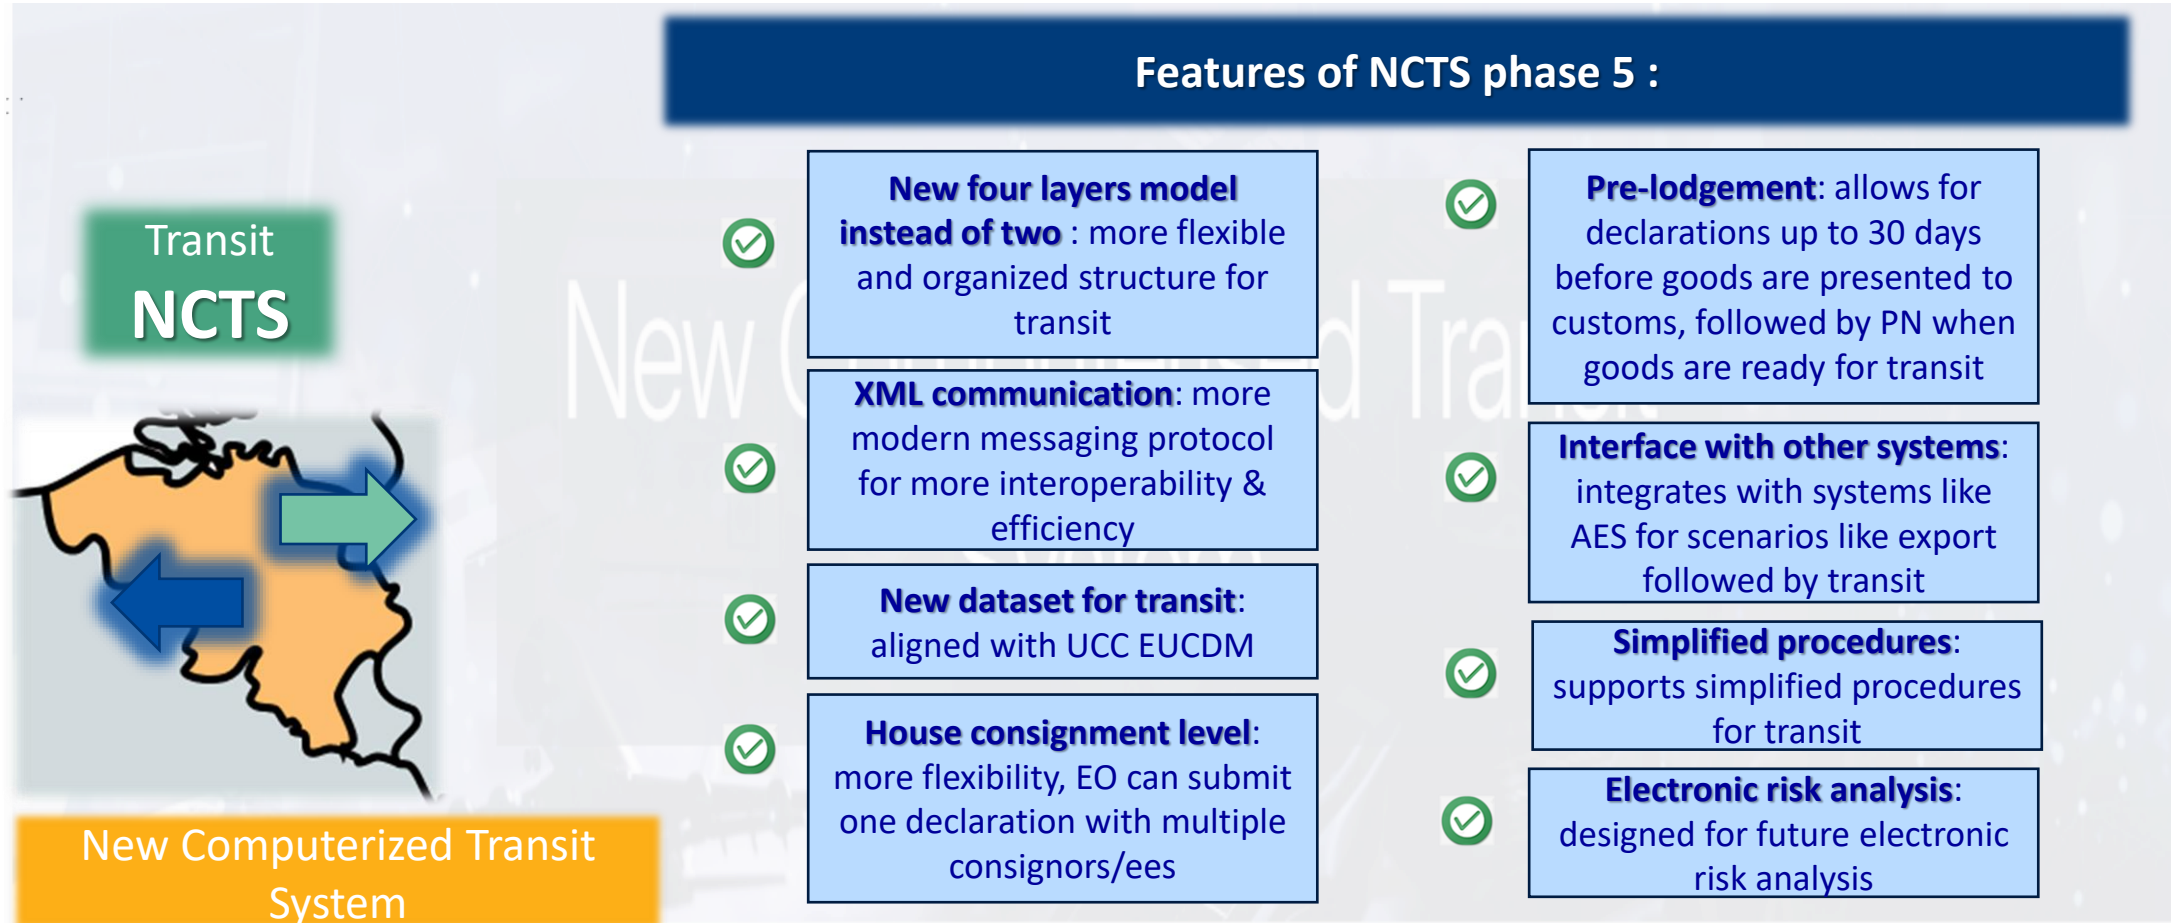 Features of NCTS phase 5 :
Transit
NCTS
New Computerized Transit
System
New four layers model
instead of two : more flexible
and organized structure for
transit
XML communication: more
modern messaging protocol
for more interoperability &
efficiency
New dataset for transit:
aligned with UCC EUCDM
House consignment level:
more flexibility, EO can submit
one declaration with multiple
consignors/ees
Pre-lodgement: allows for
declarations up to 30 days
before goods are presented to
customs, followed by PN when
goods are ready for transit
Interface with other systems:
integrates with systems like
AES for scenarios like export
followed by transit
Simplified procedures:
supports simplified procedures
for transit
Electronic risk analysis:
designed for future electronic
risk analysis